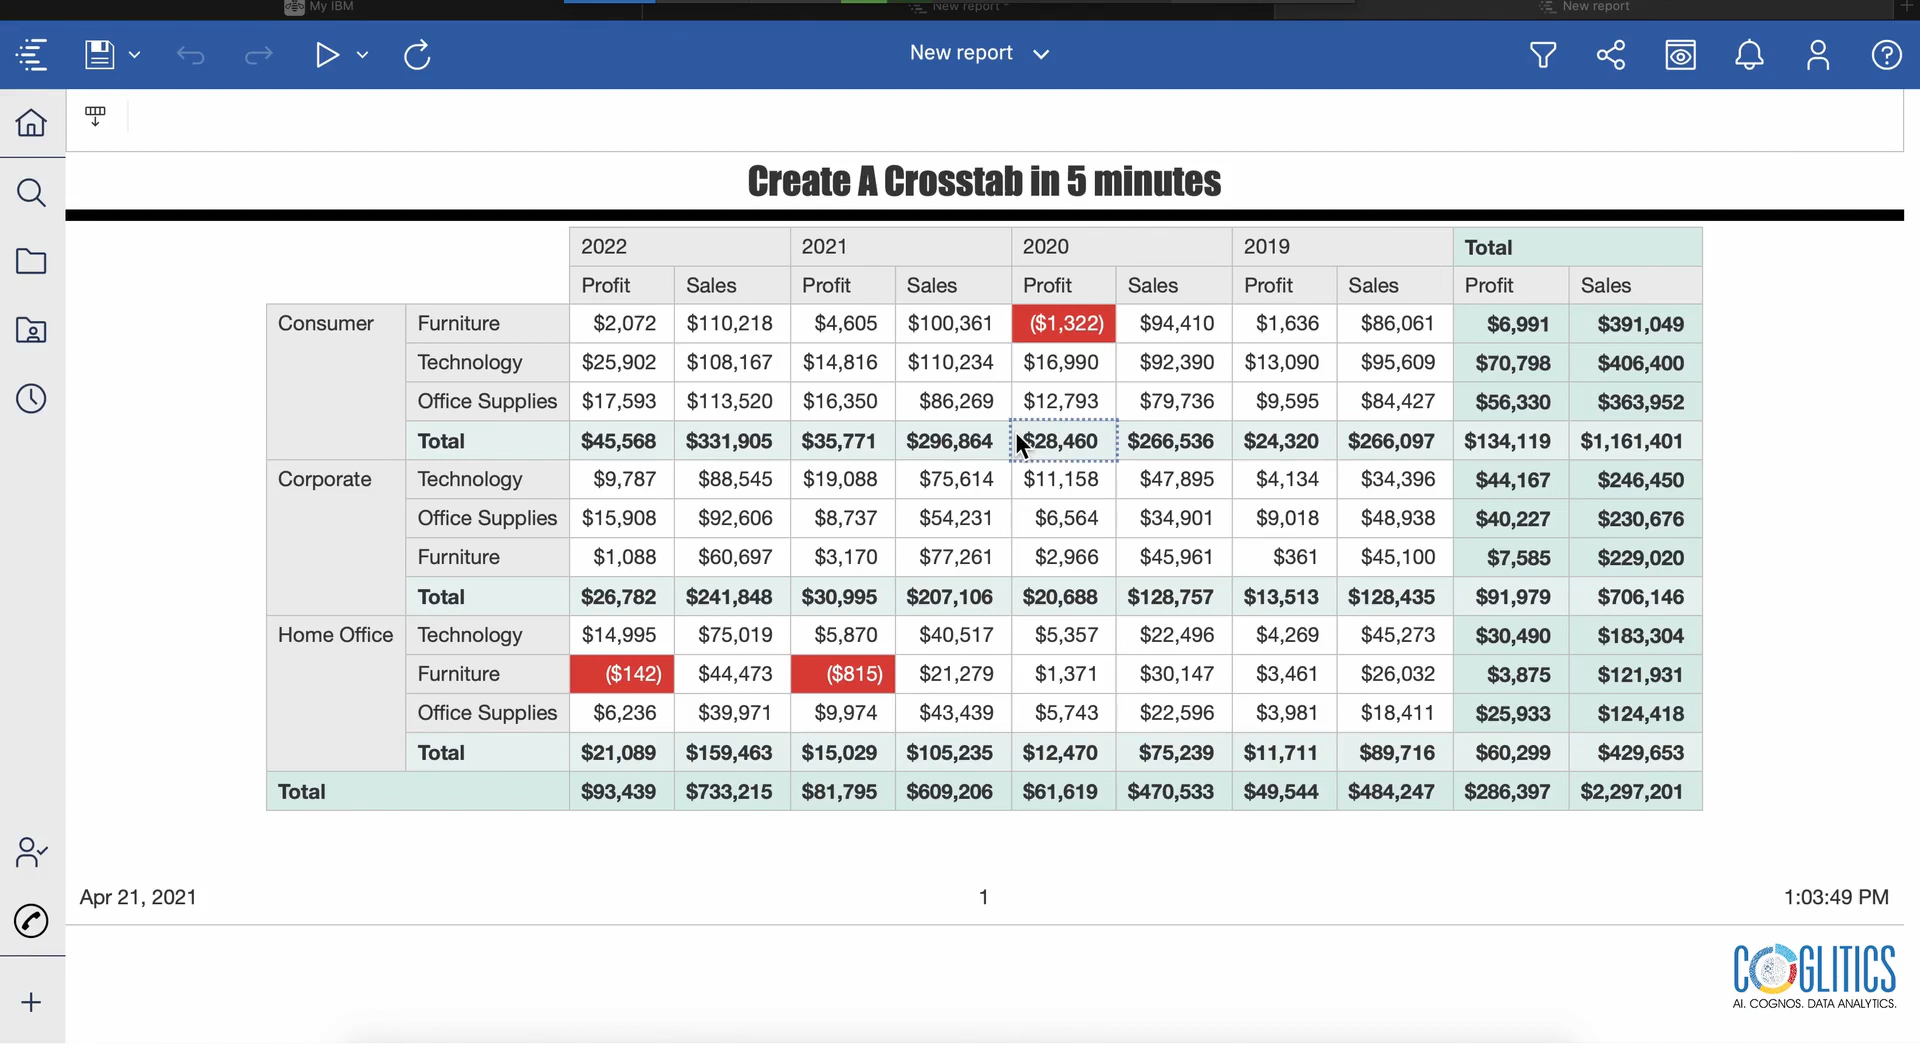 My IBM
New report *
New report
New report
Create A Crosstab in 5 minutes
2022 2021 2020 2019 Total
Profit Sales Profit Sales Profit Sales Profit Sales Profit Sales
Consumer Furniture $2,072 $110,218 $4,605 $100,361 ($1,322) $94,410 $1,636 $86,061 $6,991 $391,049
Technology $25,902 $108,167 $14,816 $110,234 $16,990 $92,390 $13,090 $95,609 $70,798 $406,400
Office Supplies $17,593 $113,520 $16,350 $86,269 $12,793 $79,736 $9,595 $84,427 $56,330 $363,952
Total $45,568 $331,905 $35,771 $296,864 $28,460 $266,536 $24,320 $266,097 $134,119 $1,161,401
Corporate Technology $9,787 $88,545 $19,088 $75,614 $11,158 $47,895 $4,134 $34,396 $44,167 $246,450
Office Supplies $15,908 $92,606 $8,737 $54,231 $6,564 $34,901 $9,018 $48,938 $40,227 $230,676
Furniture $1,088 $60,697 $3,170 $77,261 $2,966 $45,961 $361 $45,100 $7,585 $229,020
Total $26,782 $241,848 $30,995 $207,106 $20,688 $128,757 $13,513 $128,435 $91,979 $706,146
Home Office Technology $14,995 $75,019 $5,870 $40,517 $5,357 $22,496 $4,269 $45,273 $30,490 $183,304
Furniture ($142) $44,473 ($815) $21,279 $1,371 $30,147 $3,461 $26,032 $3,875 $121,931
Office Supplies $6,236 $39,971 $9,974 $43,439 $5,743 $22,596 $3,981 $18,411 $25,933 $124,418
Total $21,089 $159,463 $15,029 $105,235 $12,470 $75,239 $11,711 $89,716 $60,299 $429,653
Total $93,439 $733,215 $81,795 $609,206 $61,619 $470,533 $49,544 $484,247 $286,397 $2,297,201
Apr 21, 2021 1 1:03:49 PM
COGLITICS
AI. COGNOS. DATA ANALYTICS.